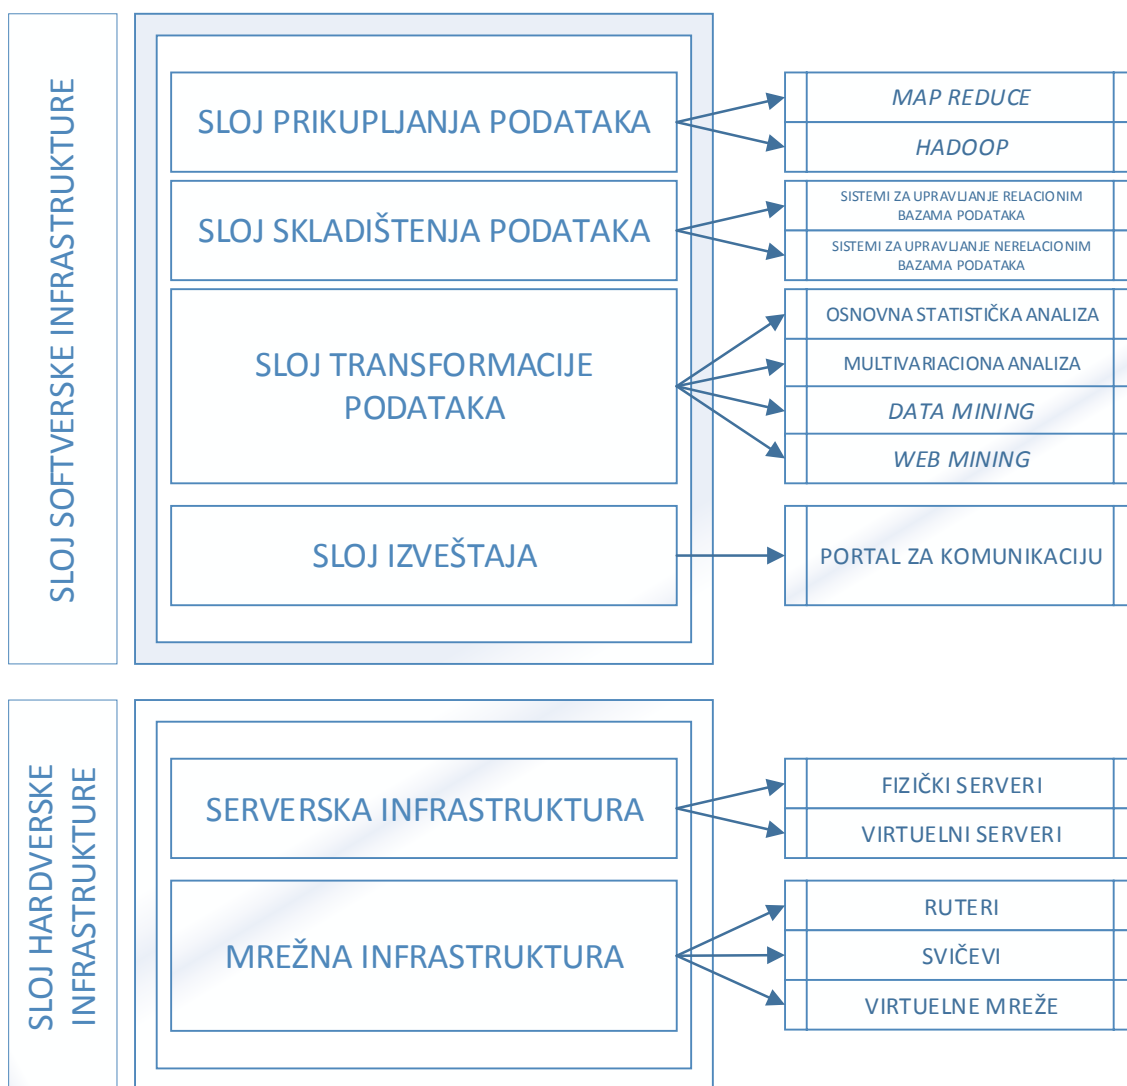 SLOJ SOFTVERSKE INFRASTRUKTURE
SLOJ PRIKUPLJANJA PODATAKA
MAP REDUCE
HADOOP
SLOJ SKLADIŠTENJA PODATAKA
SISTEMI ZA UPRAVLJANJE RELACIONIM
BAZAMA PODATAKA
SISTEMI ZA UPRAVLJANJE NERELACIONIM
BAZAMA PODATAKA
SLOJ TRANSFORMACIJE
PODATAKA
OSNOVNA STATISTIČKA ANALIZA
MULTIVARIACIONA ANALIZA
DATA MINING
WEB MINING
SLOJ IZVEŠTAJA
PORTAL ZA KOMUNIKACIJU
SLOJ HARDVERSKE
INFRASTRUKTURE
SERVERSKA INFRASTRUKTURA
FIZIČKI SERVERI
VIRTUELNI SERVERI
MREŽNA INFRASTRUKTURA
RUTERI
SVIČEVI
VIRTUELNE MREŽE